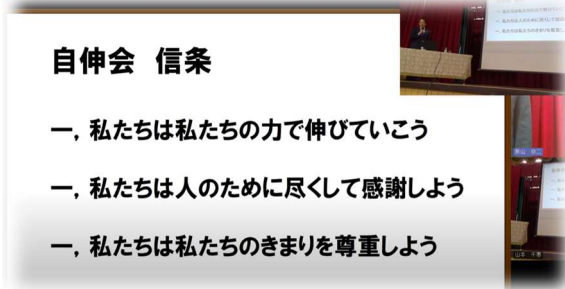 自伸会 信条
一，私たちは私たちの力で伸びていこう
一，私たちは人のために尽くして感謝しよう
一，私たちは私たちのきまりを尊重しよう